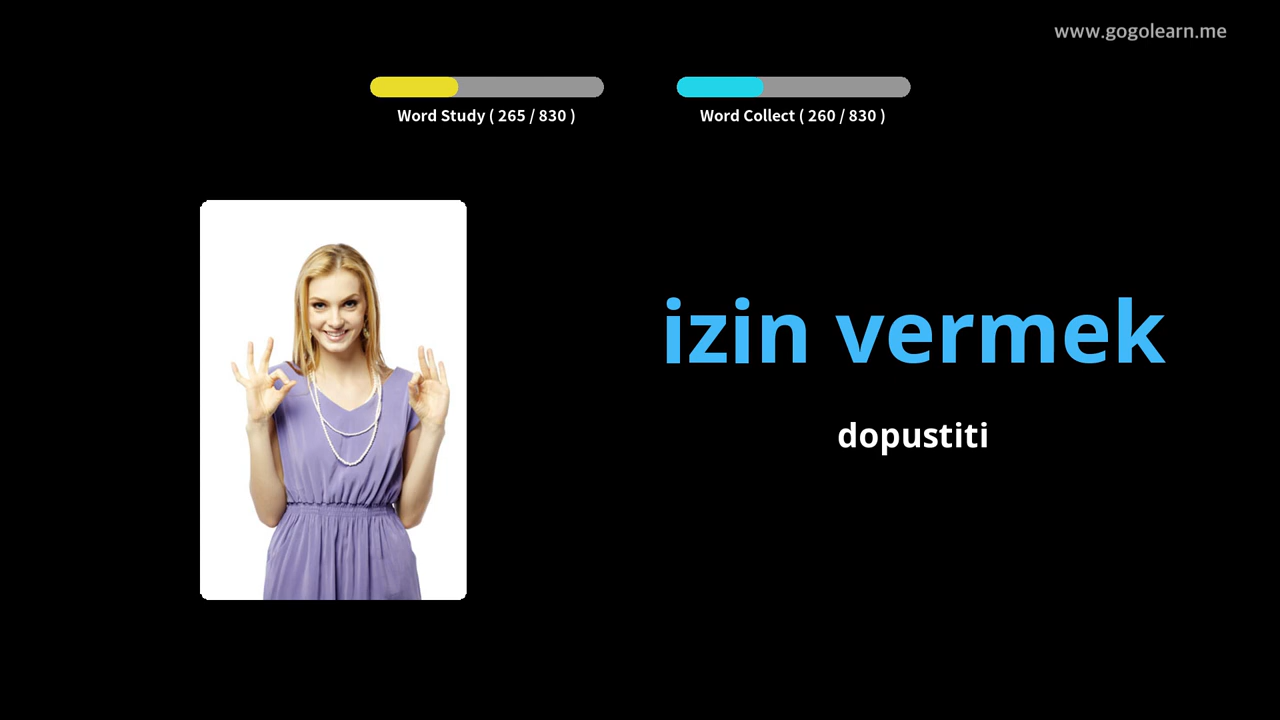 www.gogolearn.me
Word Study ( 265 / 830 )
Word Collect ( 260 / 830 )
izin vermek
dopustiti